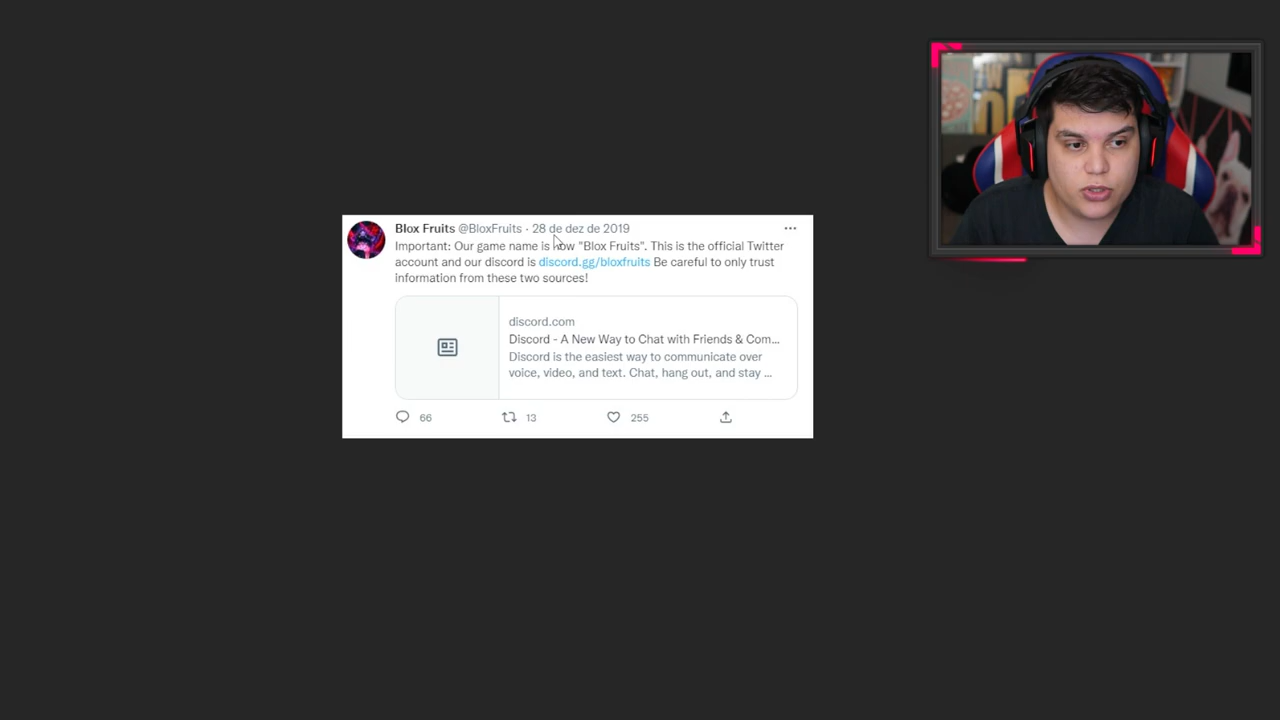 Blox Fruits @BloxFruits · 28 de dez de 2019
Important: Our game name is now "Blox Fruits". This is the official Twitter
account and our discord is discord.gg/bloxfruits Be careful to only trust
information from these two sources!
discord.com
Discord - A New Way to Chat with Friends & Com...
Discord is the easiest way to communicate over
voice, video, and text. Chat, hang out, and stay ...
66 13 255